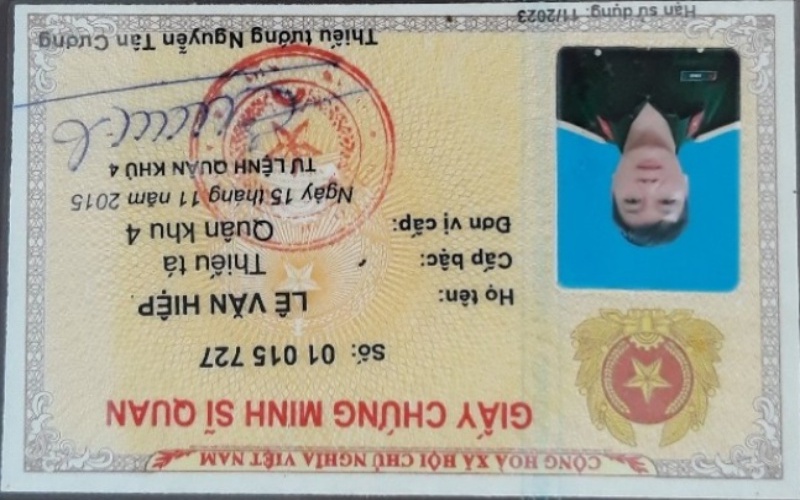 CỘNG HOÀ XÃ HỘI CHỦ NGHĨA VIỆT NAM
GIẤY CHỨNG MINH SĨ QUAN
Số: 01 015 727
Họ tên: LÊ VĂN HIỆP
Cấp bậc: Thiếu tá
Đơn vị cấp: Quân khu 4
Ngày 15 tháng 11 năm 2015
TƯ LỆNH QUÂN KHU 4
Thiếu tướng Nguyễn Tân Cương
Hạn sử dụng: 11/2023